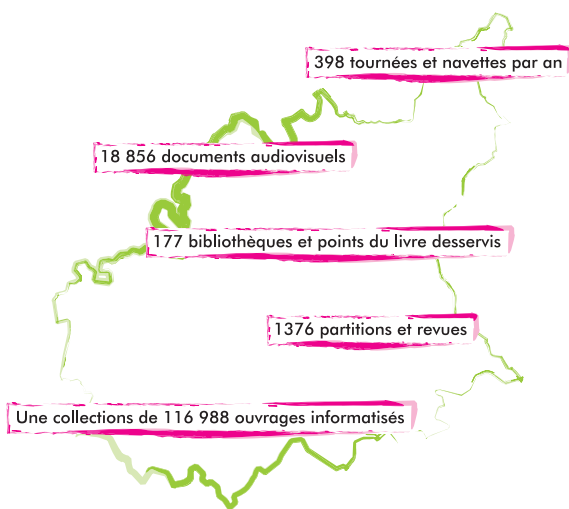 398 tournées et navettes par an
18 856 documents audiovisuels
177 bibliothèques et points du livre desservis
1376 partitions et revues
Une collections de 116 988 ouvrages informatisés